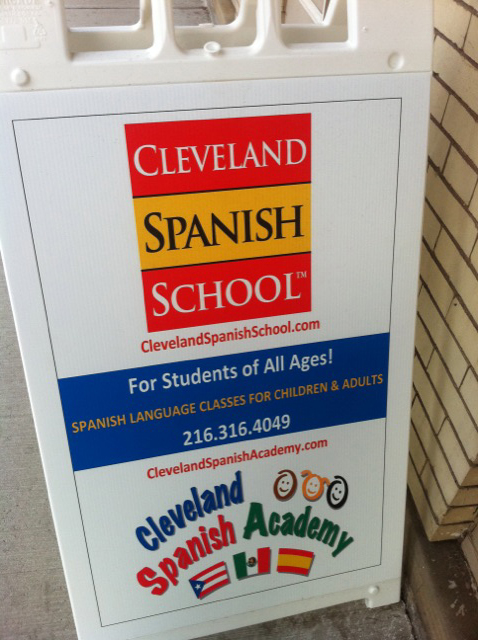 CLEVELAND
SPANISH
SCHOOL™
ClevelandSpanishSchool.com
For Students of All Ages!
SPANISH LANGUAGE CLASSES FOR CHILDREN & ADULTS
216.316.4049
ClevelandSpanishAcademy.com
Cleveland
Spanish Academy